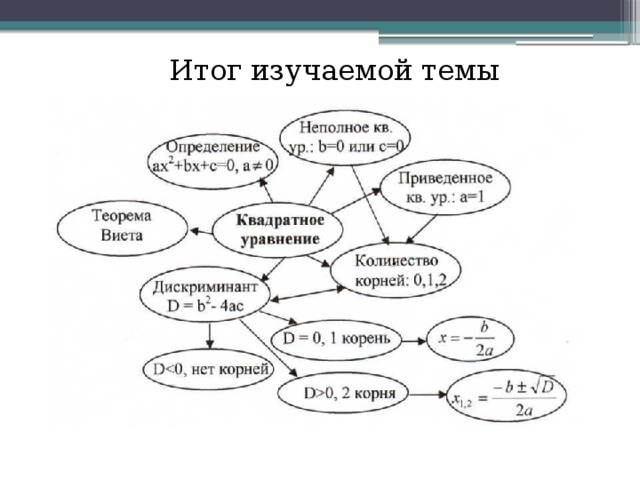 Итог изучаемой темы
Неполное кв.
ур.: b=0 или c=0
Определение
ax²+bx+c=0, a≠0
Приведенное
кв. ур.: a=1
Теорема
Виета
Квадратное
уравнение
Количество
корней: 0,1,2
Дискриминант
D = b²- 4ac
D = 0, 1 корень
x = -b/2a
D<0, нет корней
D>0, 2 корня
x₁,₂ = (-b ± √D)/2a